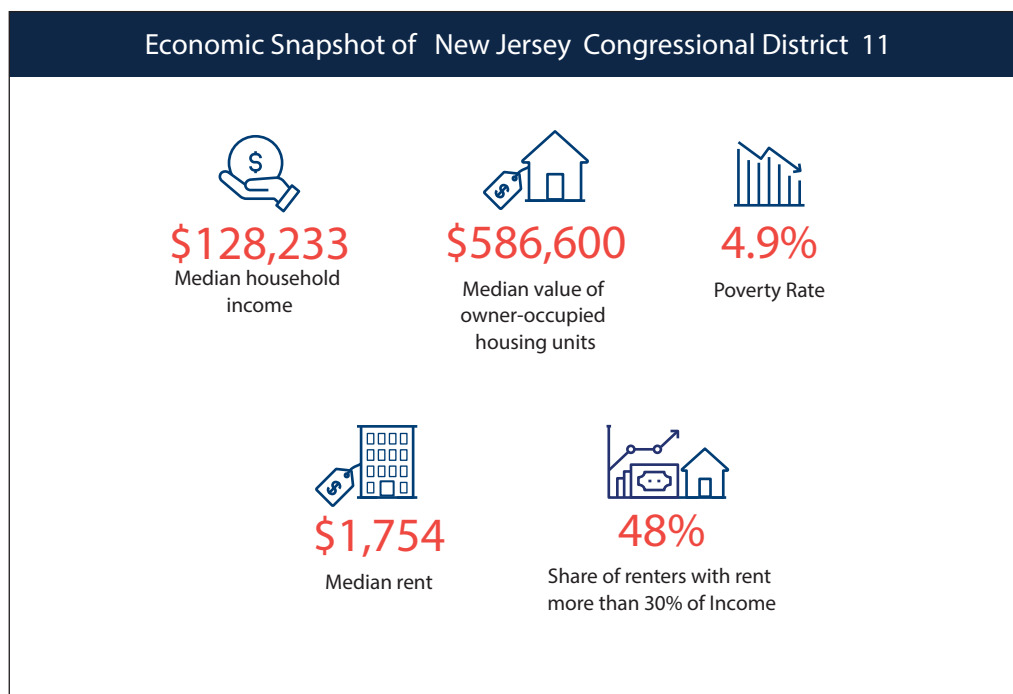 Economic Snapshot of New Jersey Congressional District 11
$
$
$128,233
Median household
income
$586,600
Median value of
owner-occupied
housing units
4.9%
Poverty Rate
$
$1,754
Median rent
48%
Share of renters with rent
more than 30% of Income